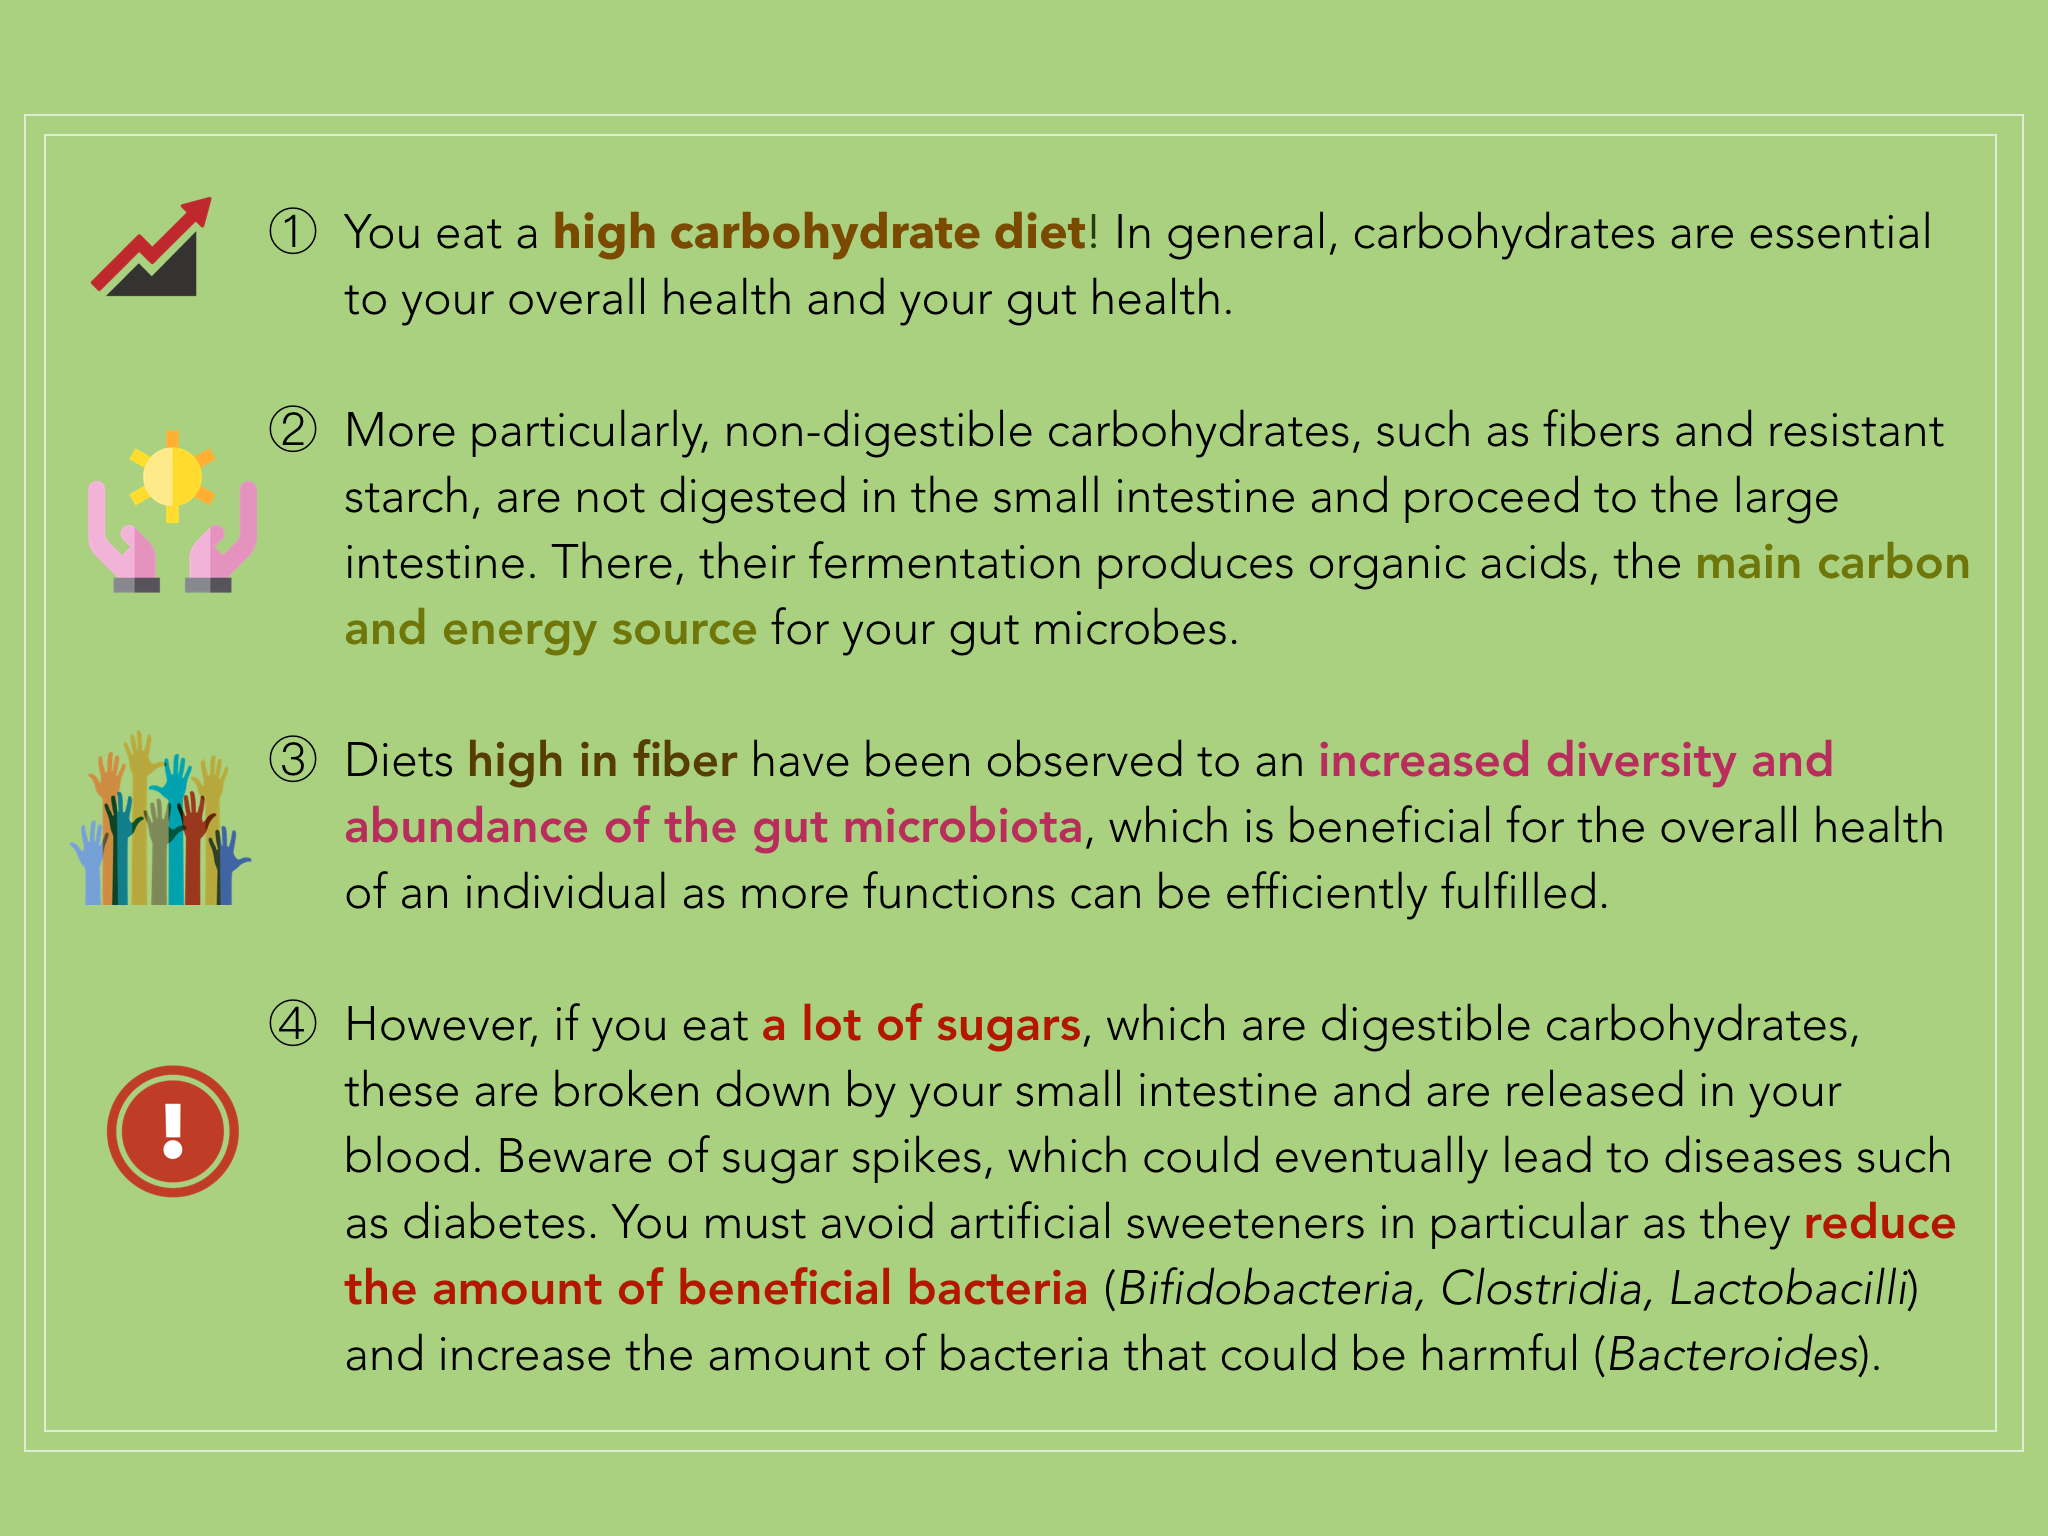 ① You eat a high carbohydrate diet! In general, carbohydrates are essential
to your overall health and your gut health.
② More particularly, non-digestible carbohydrates, such as fibers and resistant
starch, are not digested in the small intestine and proceed to the large
intestine. There, their fermentation produces organic acids, the main carbon
and energy source for your gut microbes.
③ Diets high in fiber have been observed to an increased diversity and
abundance of the gut microbiota, which is beneficial for the overall health
of an individual as more functions can be efficiently fulfilled.
④ However, if you eat a lot of sugars, which are digestible carbohydrates,
these are broken down by your small intestine and are released in your
blood. Beware of sugar spikes, which could eventually lead to diseases such
as diabetes. You must avoid artificial sweeteners in particular as they reduce
the amount of beneficial bacteria (Bifidobacteria, Clostridia, Lactobacilli)
and increase the amount of bacteria that could be harmful (Bacteroides).